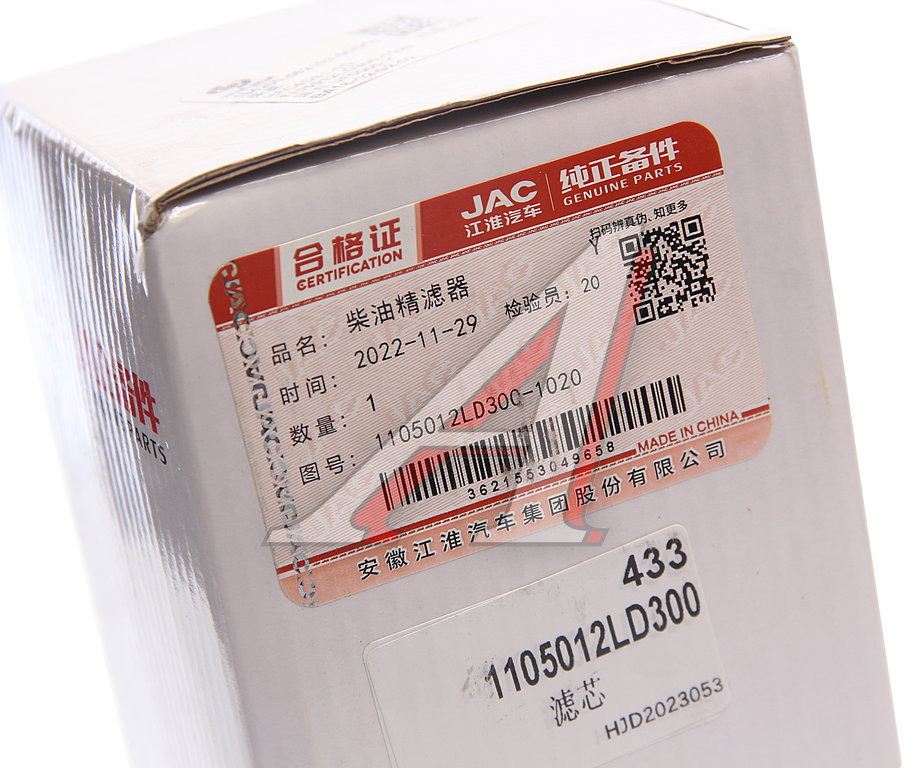 合格证
CERTIFICATION
JAC
江淮汽车
纯正备件
GENUINE PARTS
扫码辨真伪、知更多
品名： 柴油精滤器
时间： 2022-11-29 检验员： 20
数量： 1
图号： 1105012LD300-1020
3621553049658
MADE IN CHINA
安徽江淮汽车集团股份有限公司
433
1105012LD300
滤芯
HJD2023053
件
PARTS